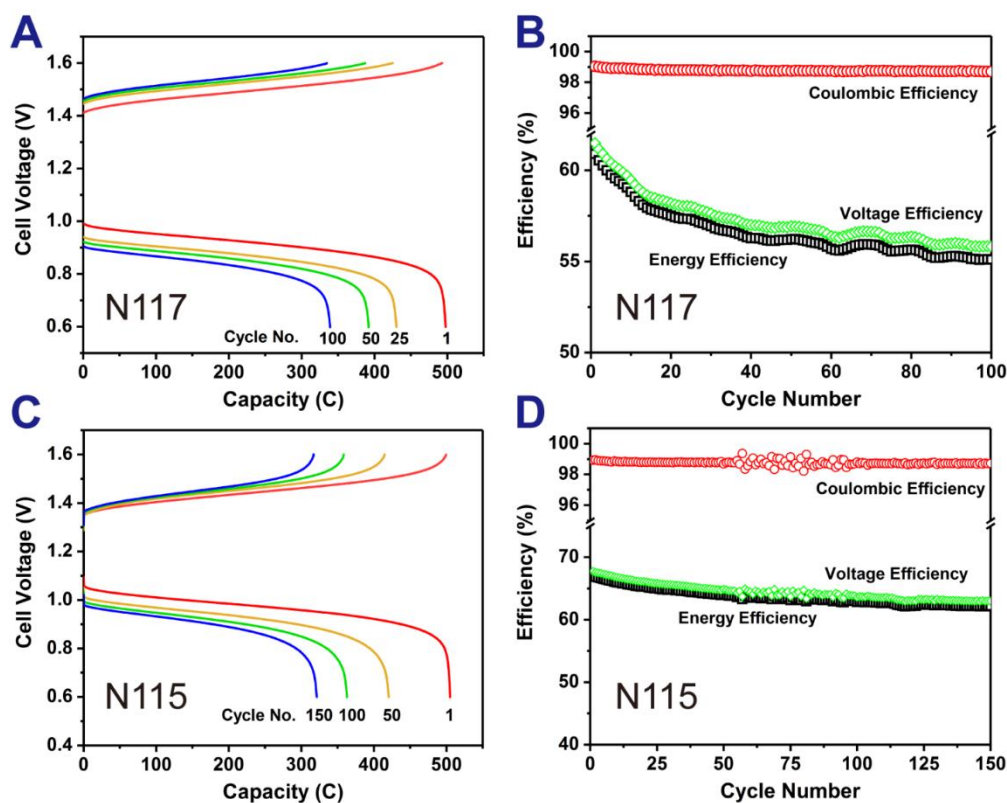 A
Cell Voltage (V)
1.6
1.4
1.2
1.0
0.8
0.6
N117
Cycle No. 100 50 25 1
0 100 200 300 400 500
Capacity (C)
B
Efficiency (%)
100
98
96
60
55
50
Coulombic Efficiency
Voltage Efficiency
Energy Efficiency
N117
0 20 40 60 80 100
Cycle Number
C
Cell Voltage (V)
1.6
1.4
1.2
1.0
0.8
0.6
0.4
N115
Cycle No. 150 100 50 1
0 100 200 300 400 500
Capacity (C)
D
Efficiency (%)
100
98
96
70
60
50
40
Coulombic Efficiency
Voltage Efficiency
Energy Efficiency
N115
0 25 50 75 100 125 150
Cycle Number